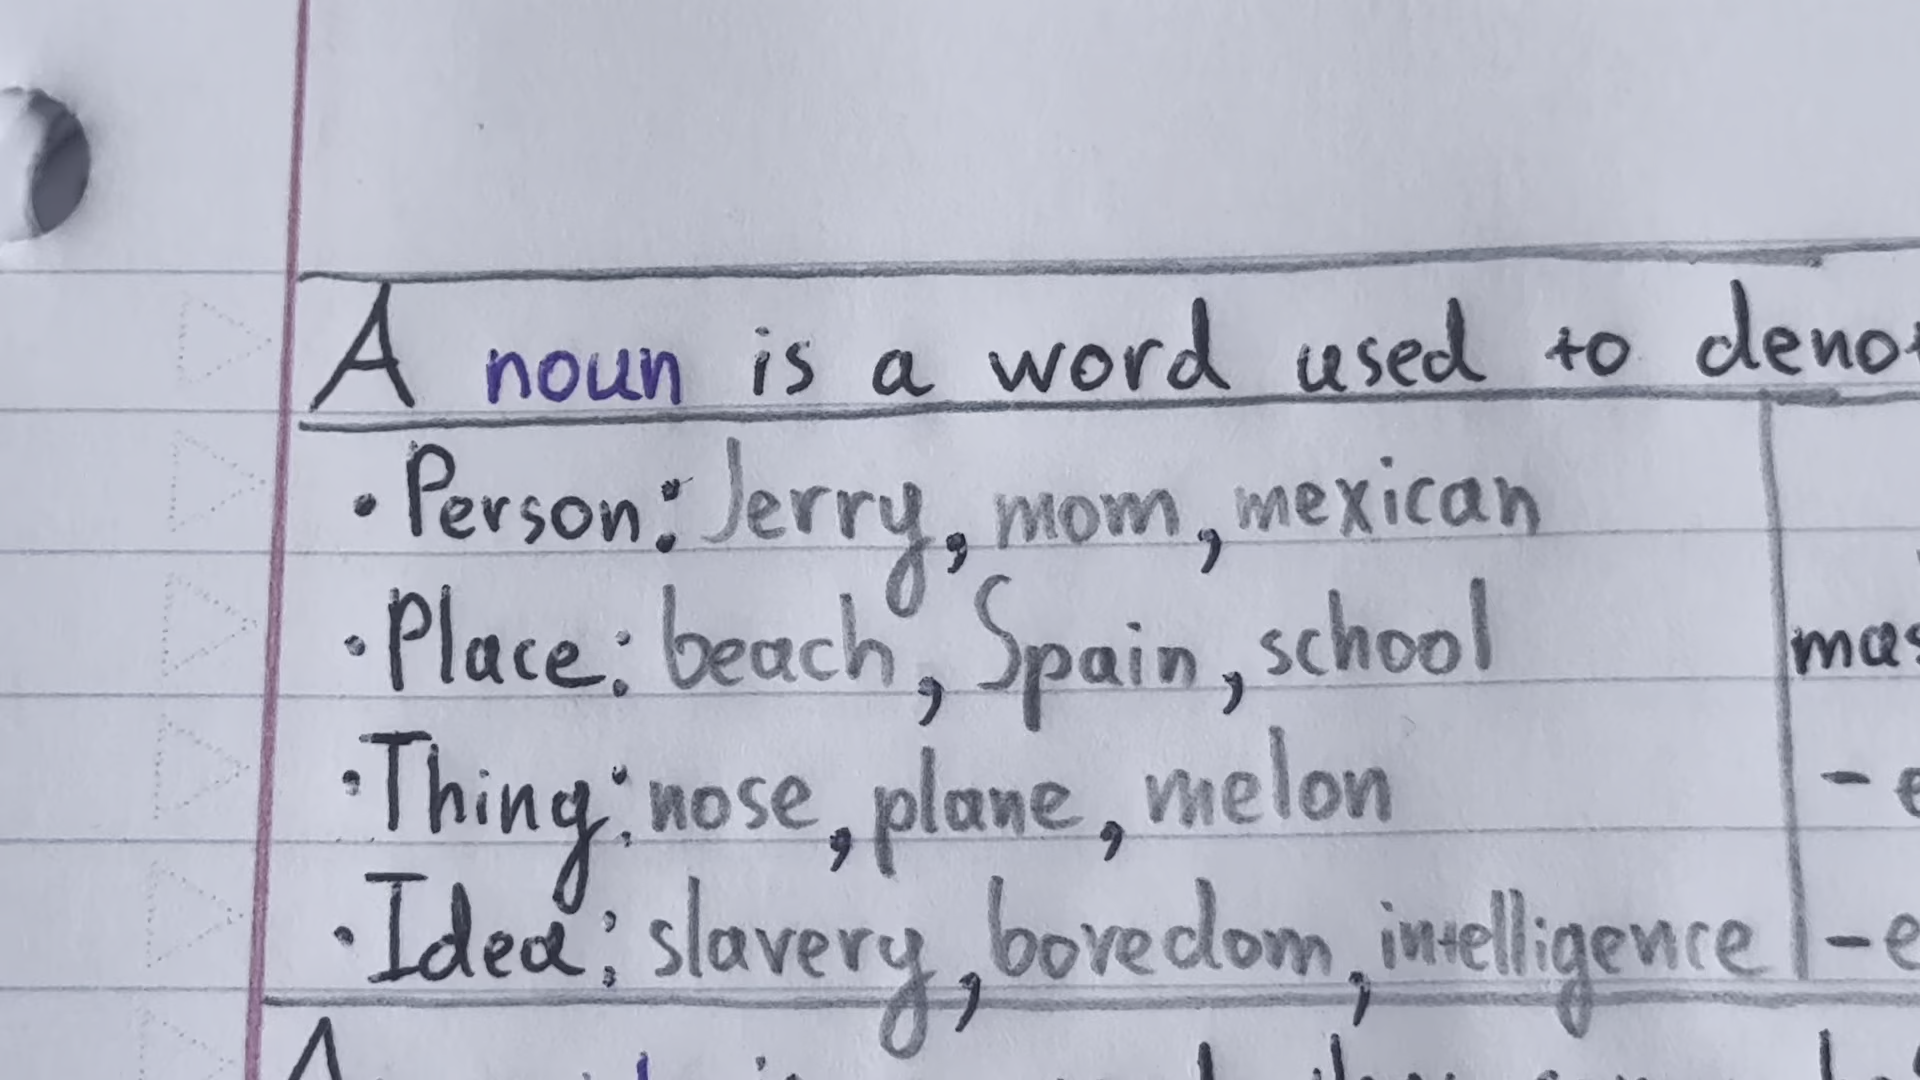 A noun is a word used to
• Person: Jerry, mom, mexican
• Place: beach, Spain, school
• Thing: nose, plane, melon
• Idea: slavery, boredom, intelligence